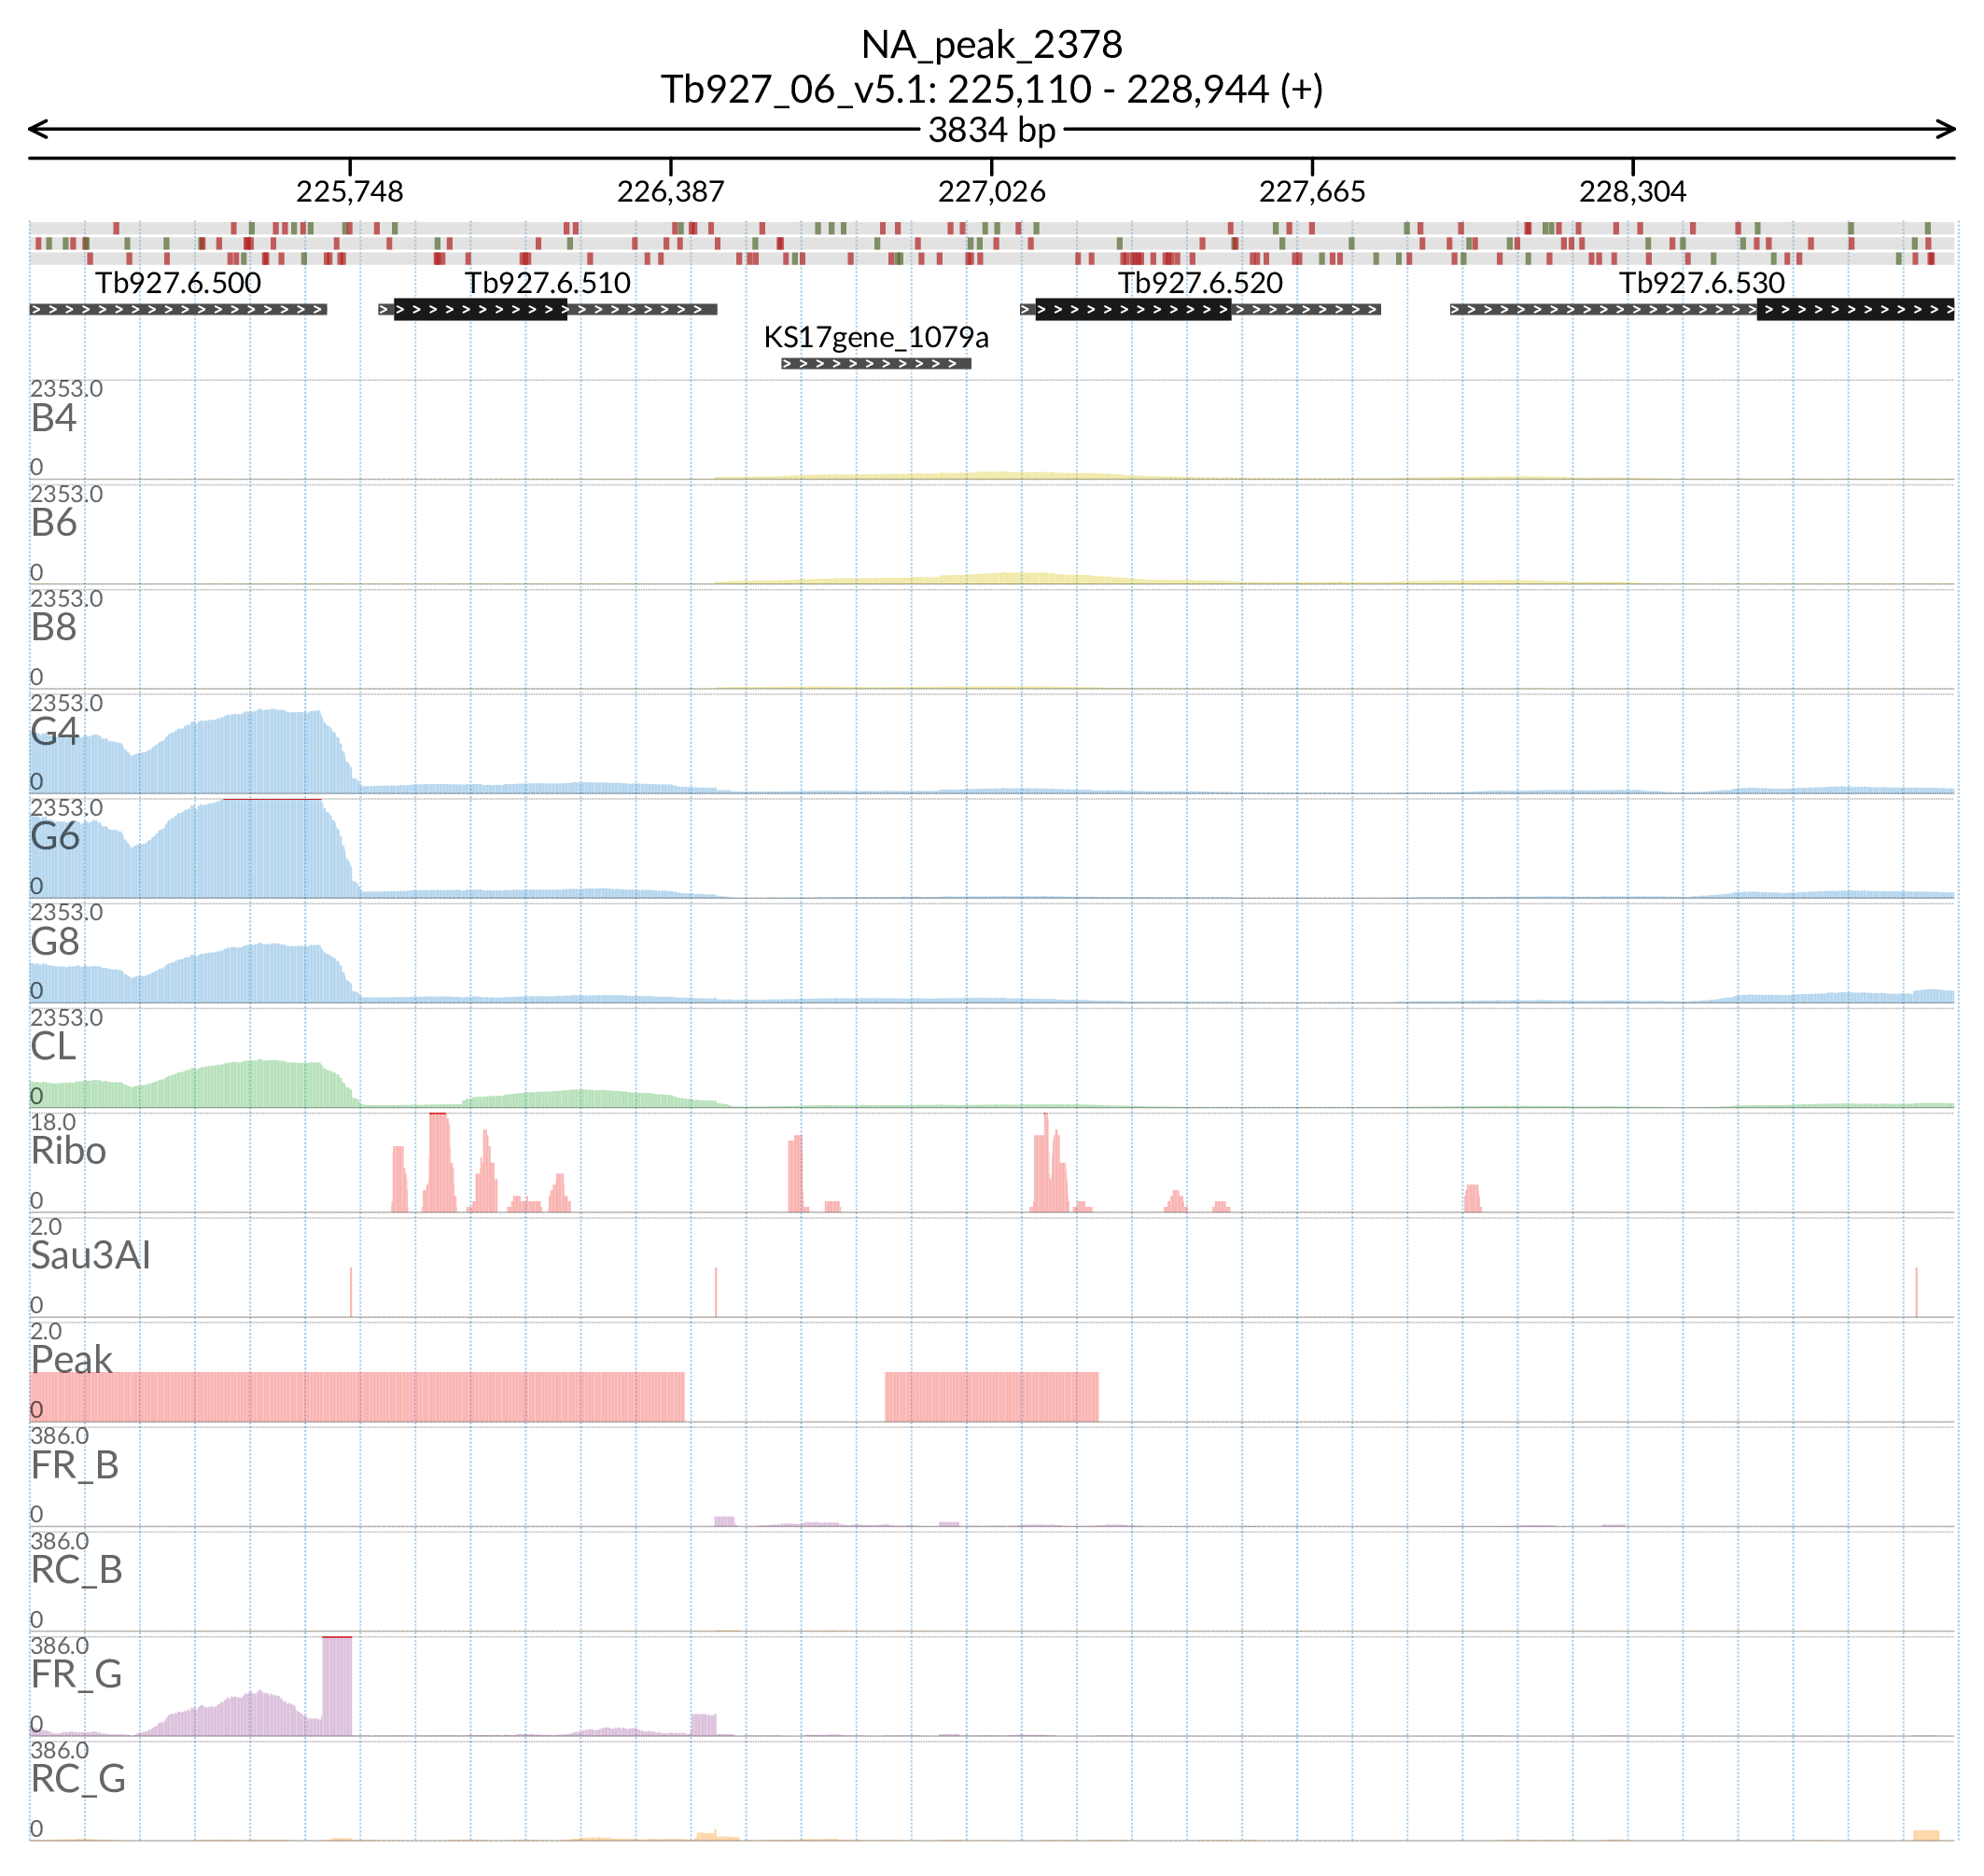 NA_peak_2378
Tb927_06_v5.1: 225,110 - 228,944 (+)
3834 bp
225,748 226,387 227,026 227,665 228,304
Tb927.6.500 Tb927.6.510 Tb927.6.520 Tb927.6.530
KS17gene_1079a
2353.0
B4
0
2353.0
B6
0
2353.0
B8
0
2353.0
G4
0
2353.0
G6
0
2353.0
G8
0
2353.0
CL
0
18.0
Ribo
0
2.0
Sau3AI
0
2.0
Peak
0
386.0
FR_B
0
386.0
RC_B
0
386.0
FR_G
0
386.0
RC_G
0